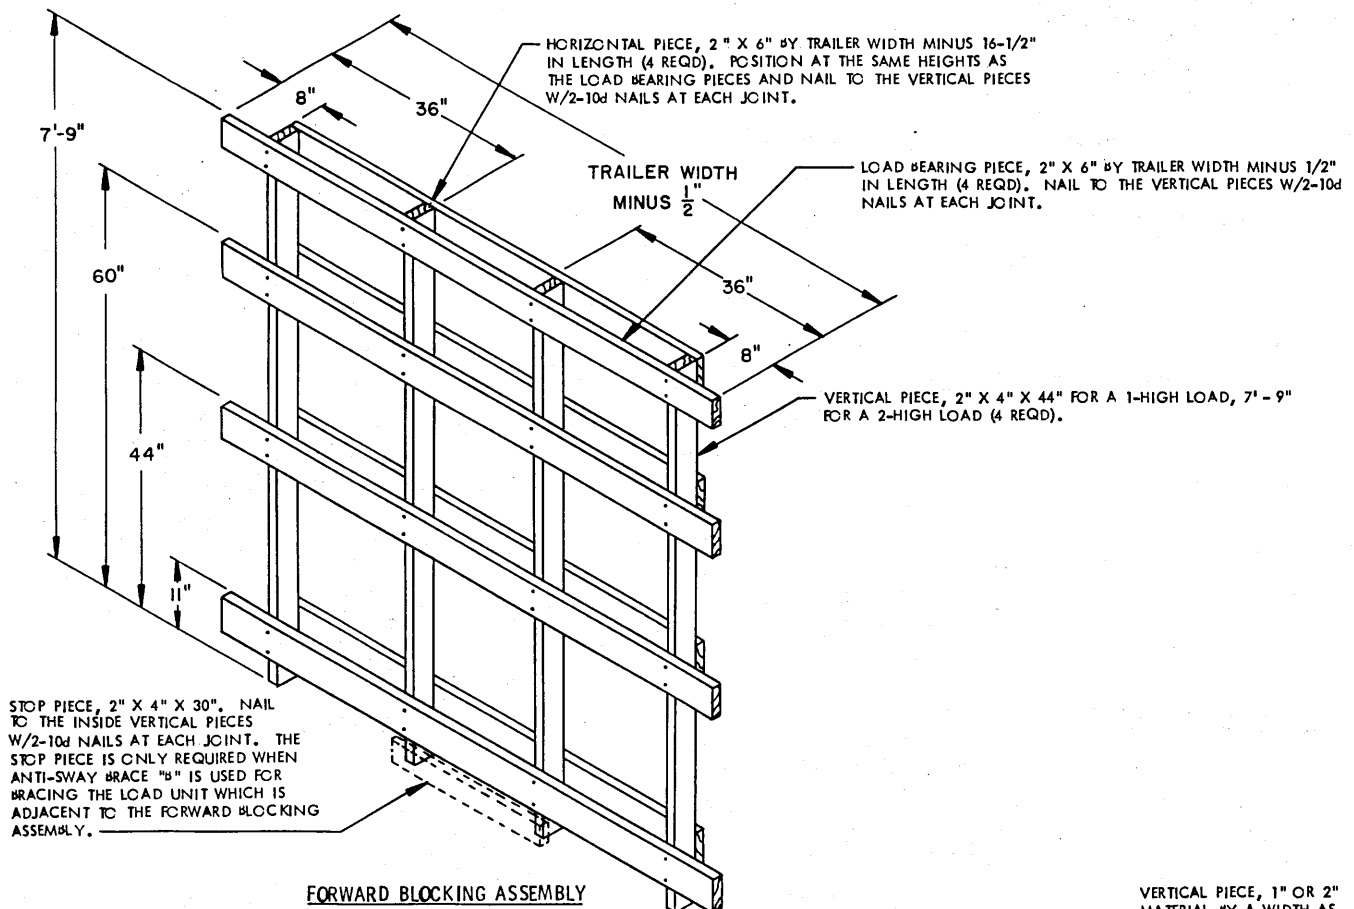 HORIZONTAL PIECE, 2" X 6" BY TRAILER WIDTH MINUS 16-1/2"
IN LENGTH (4 REQD). POSITION AT THE SAME HEIGHTS AS
THE LOAD BEARING PIECES AND NAIL TO THE VERTICAL PIECES
W/2-10d NAILS AT EACH JOINT.
8"
36"
7'-9"
TRAILER WIDTH
MINUS 1/2"
LOAD BEARING PIECE, 2" X 6" BY TRAILER WIDTH MINUS 1/2"
IN LENGTH (4 REQD). NAIL TO THE VERTICAL PIECES W/2-10d
NAILS AT EACH JOINT.
60"
36"
8"
VERTICAL PIECE, 2" X 4" X 44" FOR A 1-HIGH LOAD, 7'-9"
FOR A 2-HIGH LOAD (4 REQD).
44"
11"
STOP PIECE, 2" X 4" X 30". NAIL
TO THE INSIDE VERTICAL PIECES
W/2-10d NAILS AT EACH JOINT. THE
STOP PIECE IS ONLY REQUIRED WHEN
ANTI-SWAY BRACE "B" IS USED FOR
BRACING THE LOAD UNIT WHICH IS
ADJACENT TO THE FORWARD BLOCKING
ASSEMBLY.
FORWARD BLOCKING ASSEMBLY
VERTICAL PIECE, 1" OR 2"
MATERIAL BY A WIDTH AS